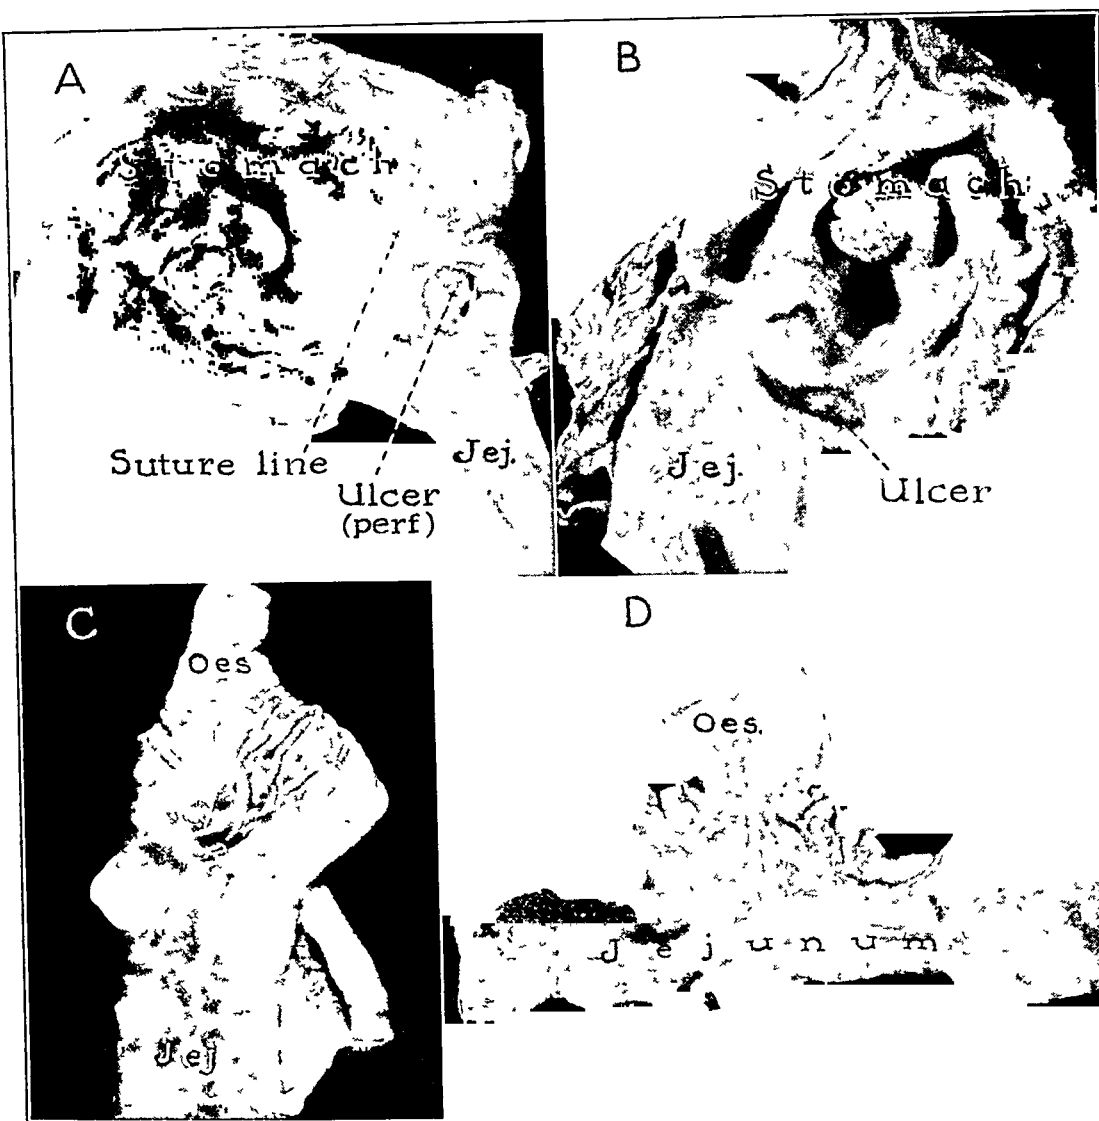 A
Stomach
Suture line
Ulcer
(perf)
Jej.
B
Stomach
Jej.
Ulcer
C
Oes
Jej
D
Oes.
Jejunum